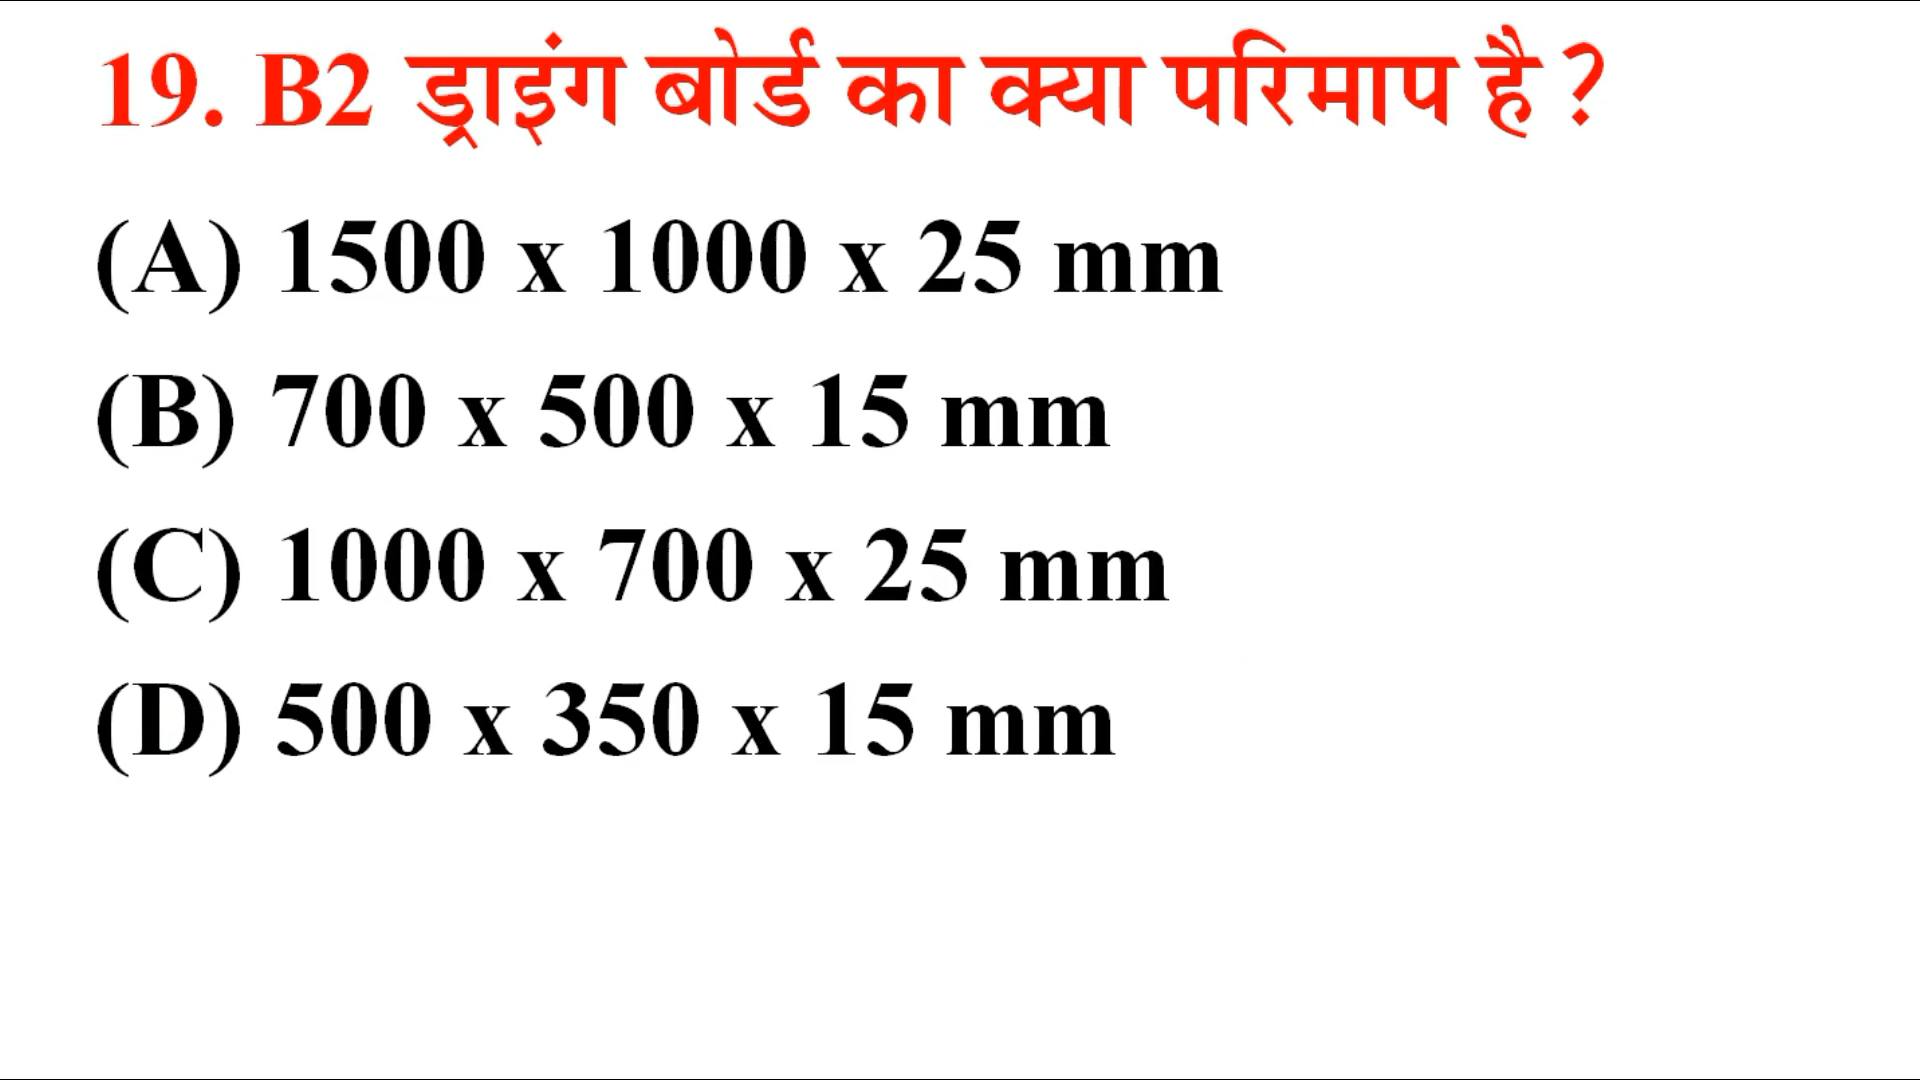 19. B2 ड्राइंग बोर्ड का क्या परिमाप है ?
(A) 1500 x 1000 x 25 mm
(B) 700 x 500 x 15 mm
(C) 1000 x 700 x 25 mm
(D) 500 x 350 x 15 mm